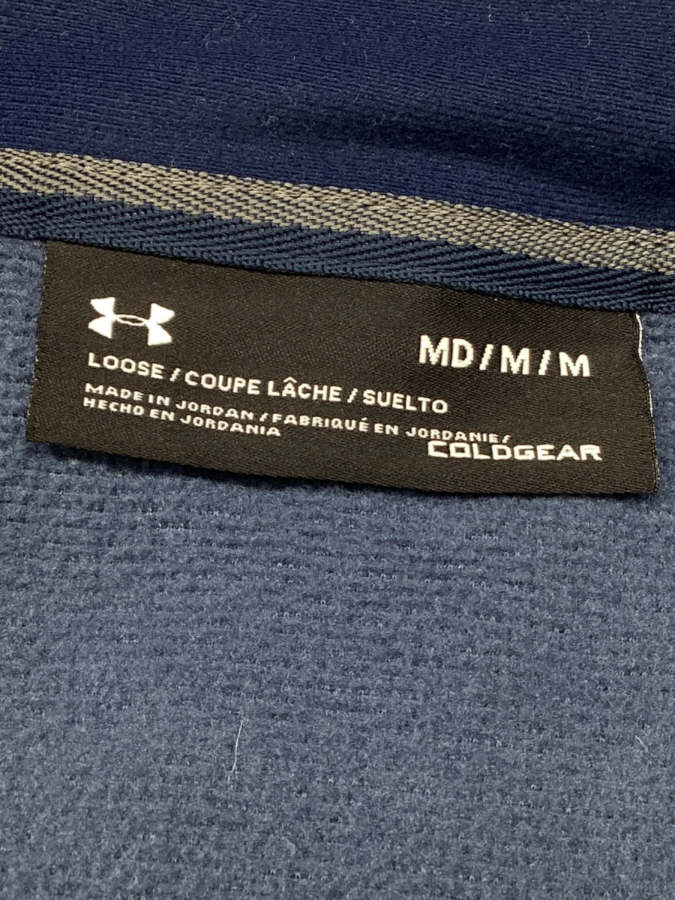 MD/M/M
LOOSE / COUPE LÂCHE / SUELTO
MADE IN JORDAN / FABRIQUÉ EN JORDANIE/
HECHO EN JORDANIA
COLDGEAR